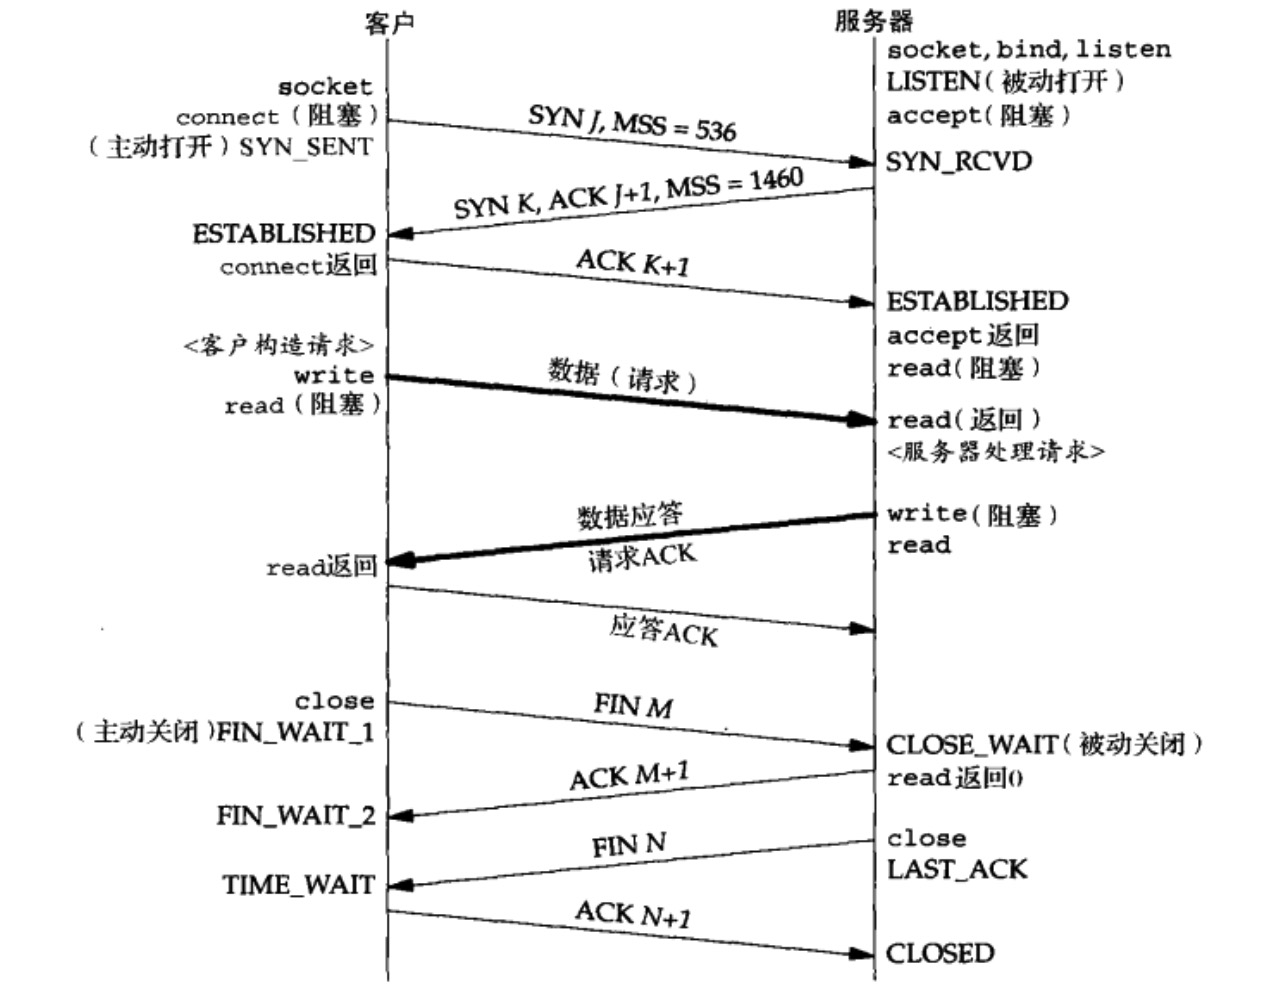 客户
服务器
socket, bind, listen
LISTEN(被动打开)
accept(阻塞)
socket
connect(阻塞)
(主动打开)SYN_SENT
SYN J, MSS = 536
SYN_RCVD
SYN K, ACK J+1, MSS = 1460
ESTABLISHED
connect返回
ACK K+1
ESTABLISHED
accept返回
read(阻塞)
<客户构造请求>
write
read(阻塞)
数据(请求)
read(返回)
<服务器处理请求>
write(阻塞)
read
数据应答
请求ACK
read返回
应答ACK
close
(主动关闭)FIN_WAIT_1
FIN M
CLOSE_WAIT(被动关闭)
read返回0
ACK M+1
FIN_WAIT_2
close
LAST_ACK
FIN N
TIME_WAIT
ACK N+1
CLOSED